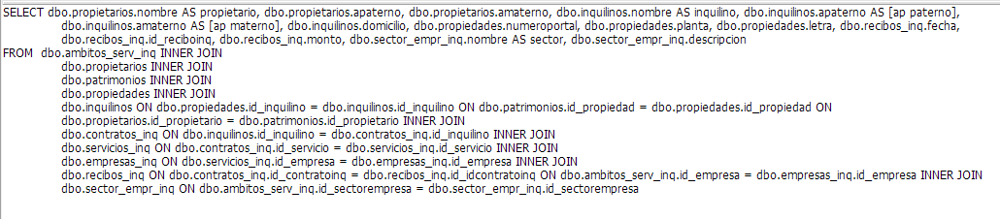 SELECT dbo.propietarios.nombre AS propietario, dbo.propietarios.apaterno, dbo.propietarios.amaterno, dbo.inquilinos.nombre AS inquilino, dbo.inquilinos.apaterno AS [ap paterno],
dbo.inquilinos.amaterno AS [ap materno], dbo.inquilinos.domicilio, dbo.propiedades.numeroportal, dbo.propiedades.planta, dbo.propiedades.letra, dbo.recibos_inq.fecha,
dbo.recibos_inq.id_reciboinq, dbo.recibos_inq.monto, dbo.sector_empr_inq.nombre AS sector, dbo.sector_empr_inq.descripcion
FROM dbo.ambitos_serv_inq INNER JOIN
dbo.propietarios INNER JOIN
dbo.patrimonios INNER JOIN
dbo.propiedades INNER JOIN
dbo.inquilinos ON dbo.propiedades.id_inquilino = dbo.inquilinos.id_inquilino ON dbo.patrimonios.id_propiedad = dbo.propiedades.id_propiedad ON
dbo.propietarios.id_propietario = dbo.patrimonios.id_propietario INNER JOIN
dbo.contratos_inq ON dbo.inquilinos.id_inquilino = dbo.contratos_inq.id_inquilino INNER JOIN
dbo.servicios_inq ON dbo.contratos_inq.id_servicio = dbo.servicios_inq.id_servicio INNER JOIN
dbo.empresas_inq ON dbo.servicios_inq.id_empresa = dbo.empresas_inq.id_empresa INNER JOIN
dbo.recibos_inq ON dbo.contratos_inq.id_contratoinq = dbo.recibos_inq.id_idcontratoinq ON dbo.ambitos_serv_inq.id_empresa = dbo.empresas_inq.id_empresa INNER JOIN
dbo.sector_empr_inq ON dbo.ambitos_serv_inq.id_sectorempresa = dbo.sector_empr_inq.id_sectorempresa